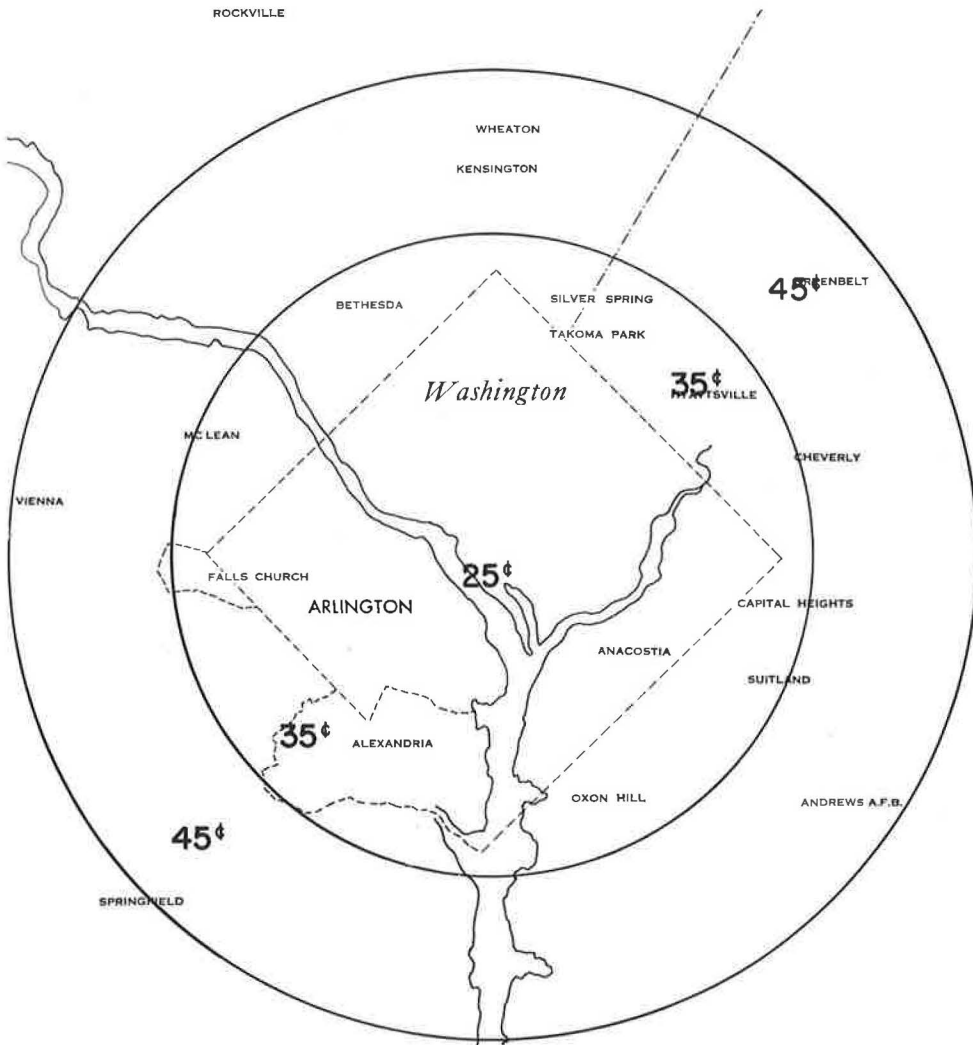 ROCKVILLE
WHEATON
KENSINGTON
45¢
BETHESDA
SILVER SPRING
TAKOMA PARK
Washington
35¢
MC LEAN
CHEVERLY
VIENNA
25¢
FALLS CHURCH
ARLINGTON
CAPITAL HEIGHTS
ANACOSTIA
SUITLAND
35¢
ALEXANDRIA
OXON HILL
ANDREWS A.F.B.
45¢
SPRINGFIELD